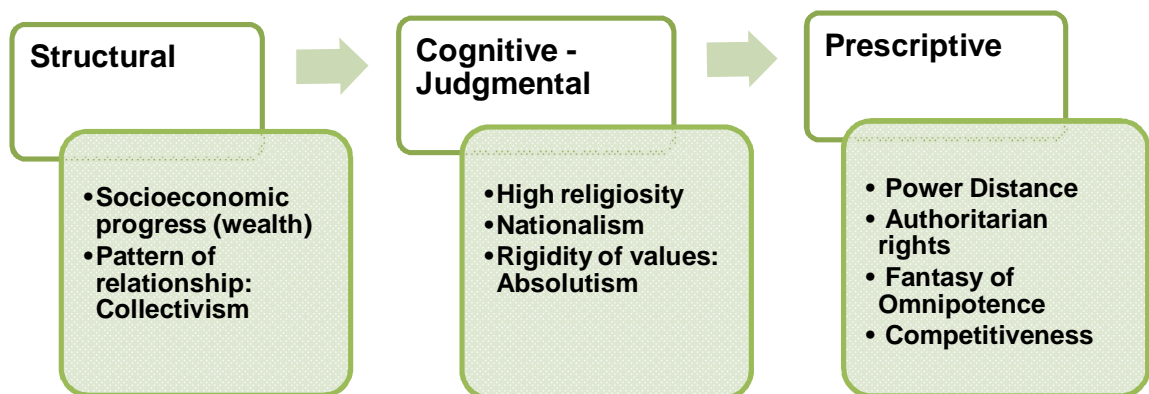 Structural
•Socioeconomic
progress (wealth)
•Pattern of
relationship:
Collectivism
Cognitive -
Judgmental
•High religiosity
•Nationalism
•Rigidity of values:
Absolutism
Prescriptive
• Power Distance
• Authoritarian
rights
• Fantasy of
Omnipotence
• Competitiveness